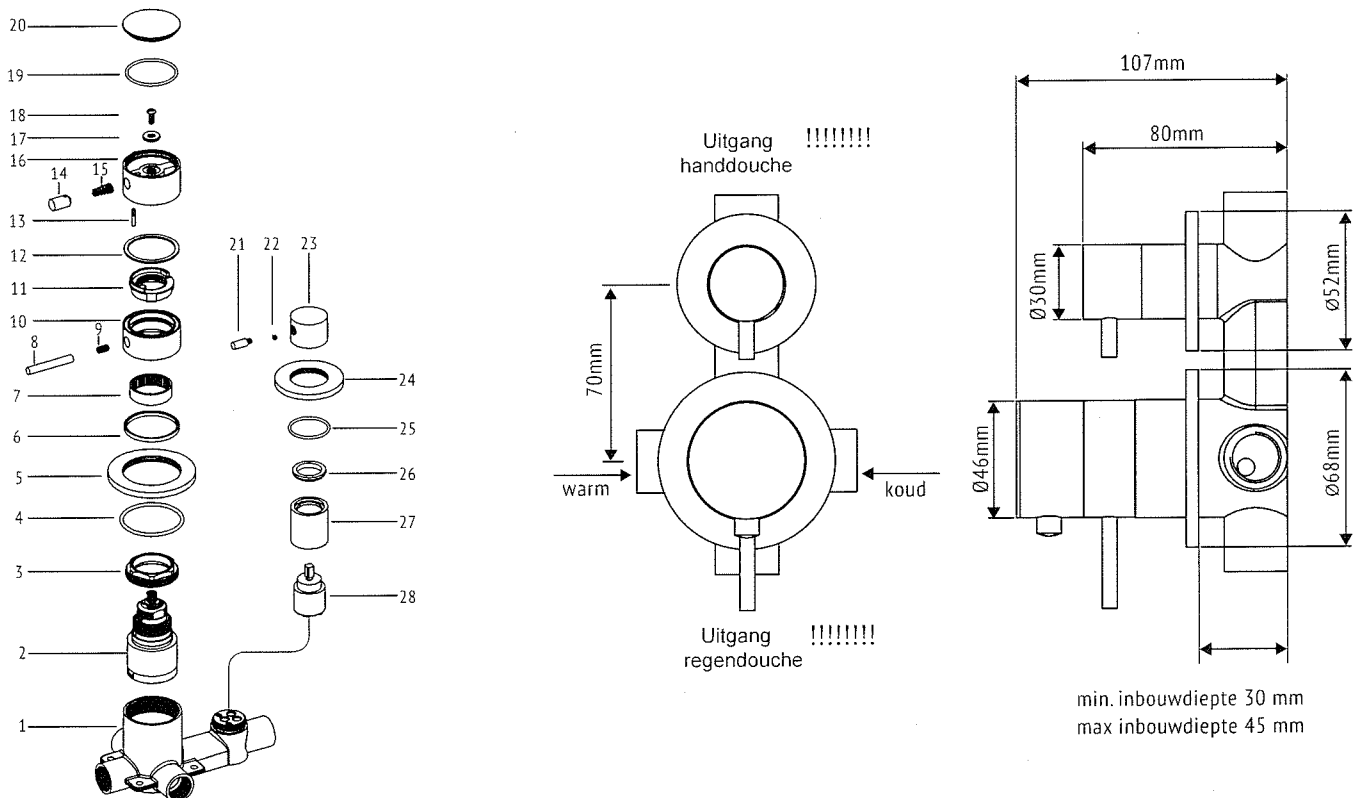 20
19
18
17
16
15
14
13
12
11
10
9
8
7
6
5
4
3
2
1
21
22
23
24
25
26
27
28
Uitgang !!!!!!!!
handdouche
70mm
warm
koud
Uitgang !!!!!!!!
regendouche
107mm
80mm
Ø30mm
Ø52mm
Ø46mm
Ø68mm
min. inbouwdiepte 30 mm
max inbouwdiepte 45 mm